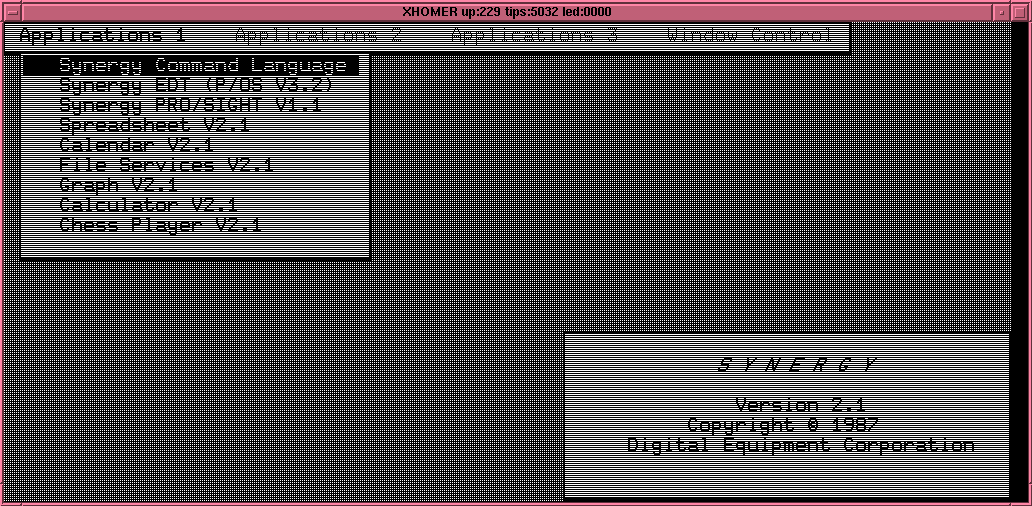 XHOMER up:229 tips:5032 led:0000
Applications 1 Applications 2 Applications 3 Window Control
Synergy Command Language
Synergy EDT (P/OS V3.2)
Synergy PRO/SIGHT V1.1
Spreadsheet V2.1
Calendar V2.1
File Services V2.1
Graph V2.1
Calculator V2.1
Chess Player V2.1
S Y N E R G Y
Version 2.1
Copyright © 1987
Digital Equipment Corporation